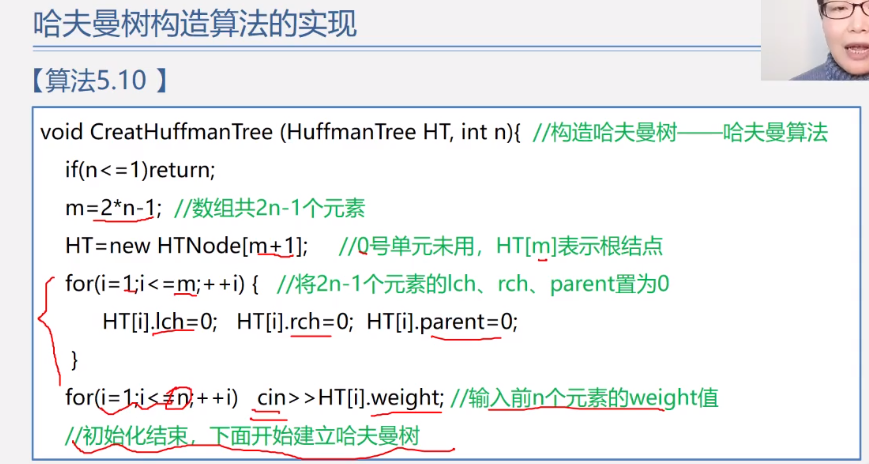 哈夫曼树构造算法的实现
【算法5.10 】
void CreatHuffmanTree (HuffmanTree HT, int n){ //构造哈夫曼树——哈夫曼算法
if(n<=1)return;
m=2*n-1; //数组共2n-1个元素
HT=new HTNode[m+1]; //0号单元未用，HT[m]表示根结点
for(i=1;i<=m;++i) { //将2n-1个元素的lch、rch、parent置为0
HT[i].lch=0; HT[i].rch=0; HT[i].parent=0;
}
for(i=1;i<=n;++i) cin>>HT[i].weight; //输入前n个元素的weight值
//初始化结束，下面开始建立哈夫曼树